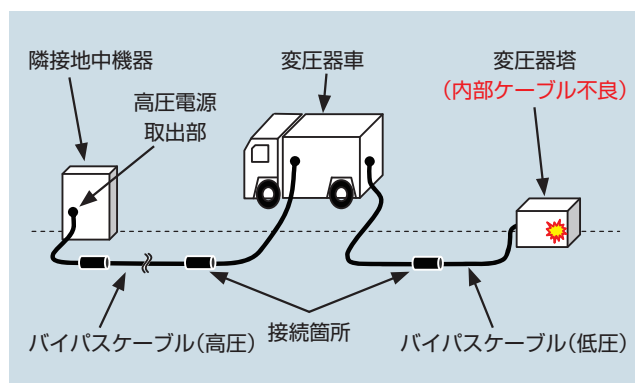 隣接地中機器
高圧電源
取出部
変圧器車
変圧器塔
(内部ケーブル不良)
バイパスケーブル(高圧)
接続箇所
バイパスケーブル(低圧)